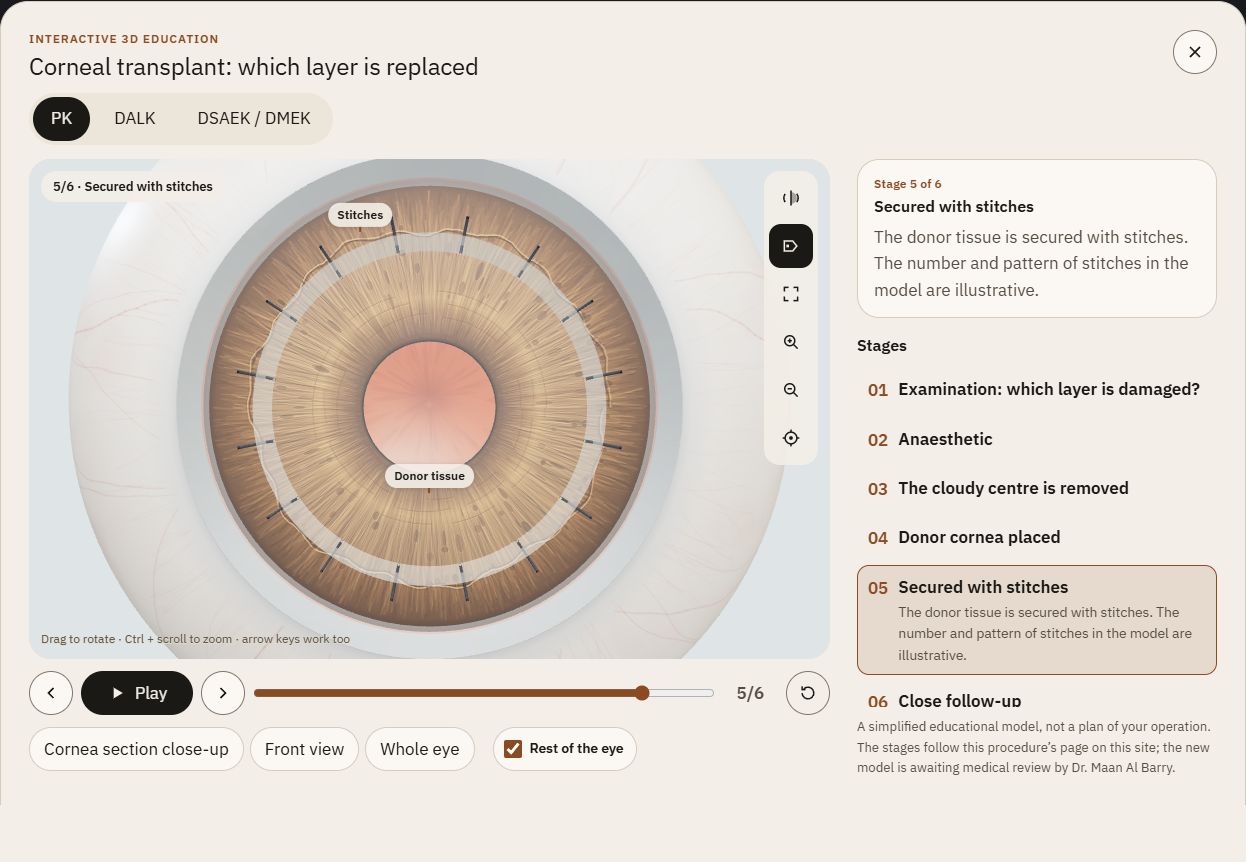 INTERACTIVE 3D EDUCATION
Corneal transplant: which layer is replaced
PK
DALK
DSAEK / DMEK
5/6 · Secured with stitches
Stitches
Donor tissue
Drag to rotate · Ctrl + scroll to zoom · arrow keys work too
Play
5/6
Cornea section close-up
Front view
Whole eye
Rest of the eye
Stage 5 of 6
Secured with stitches
The donor tissue is secured with stitches.
The number and pattern of stitches in the
model are illustrative.
Stages
01 Examination: which layer is damaged?
02 Anaesthetic
03 The cloudy centre is removed
04 Donor cornea placed
05 Secured with stitches
The donor tissue is secured with stitches. The
number and pattern of stitches in the model are
illustrative.
06 Close follow-up
A simplified educational model, not a plan of your operation.
The stages follow this procedure’s page on this site; the new
model is awaiting medical review by Dr. Maan Al Barry.